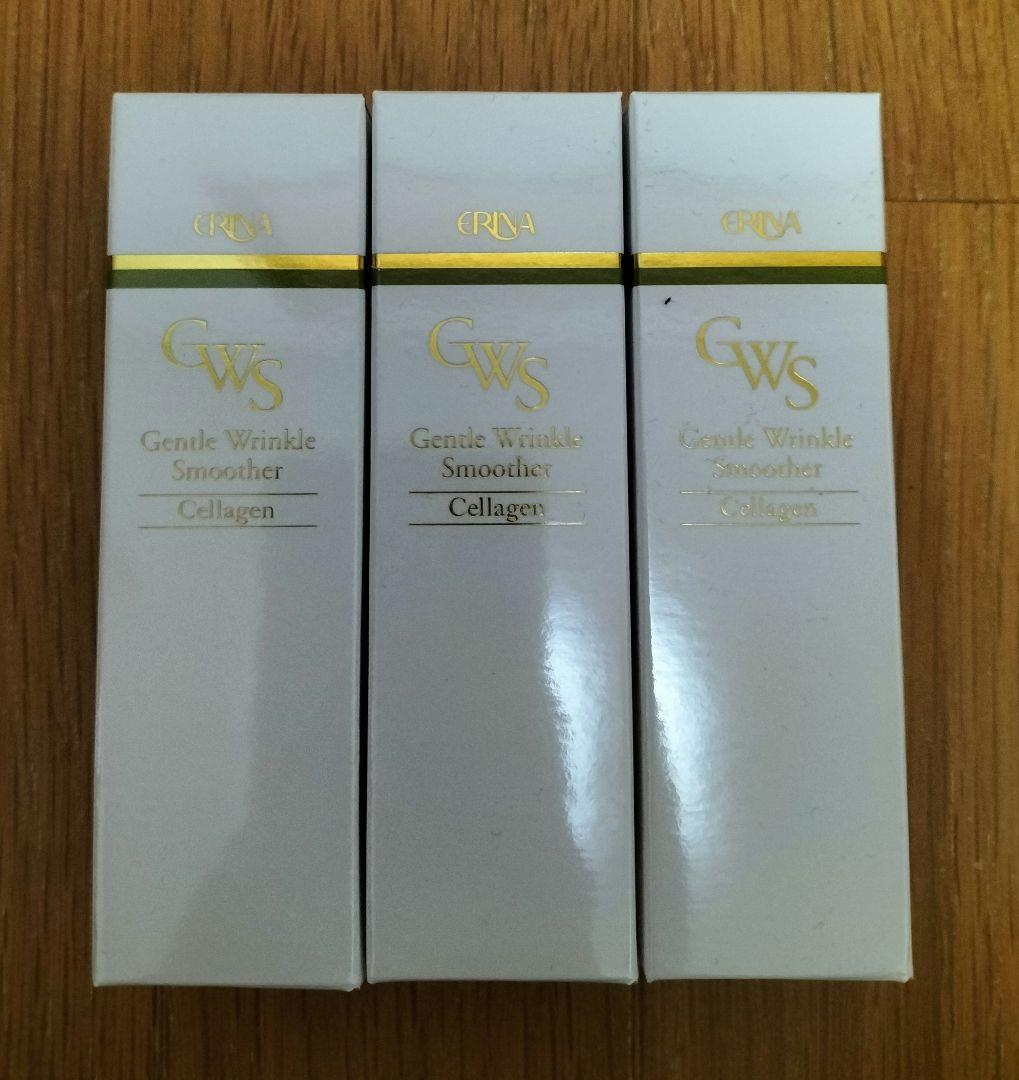 ERINA
GWS
Gentle Wrinkle
Smoother
Cellagen
ERINA
GWS
Gentle Wrinkle
Smoother
Cellagen
ERINA
GWS
Gentle Wrinkle
Smoother
Cellagen